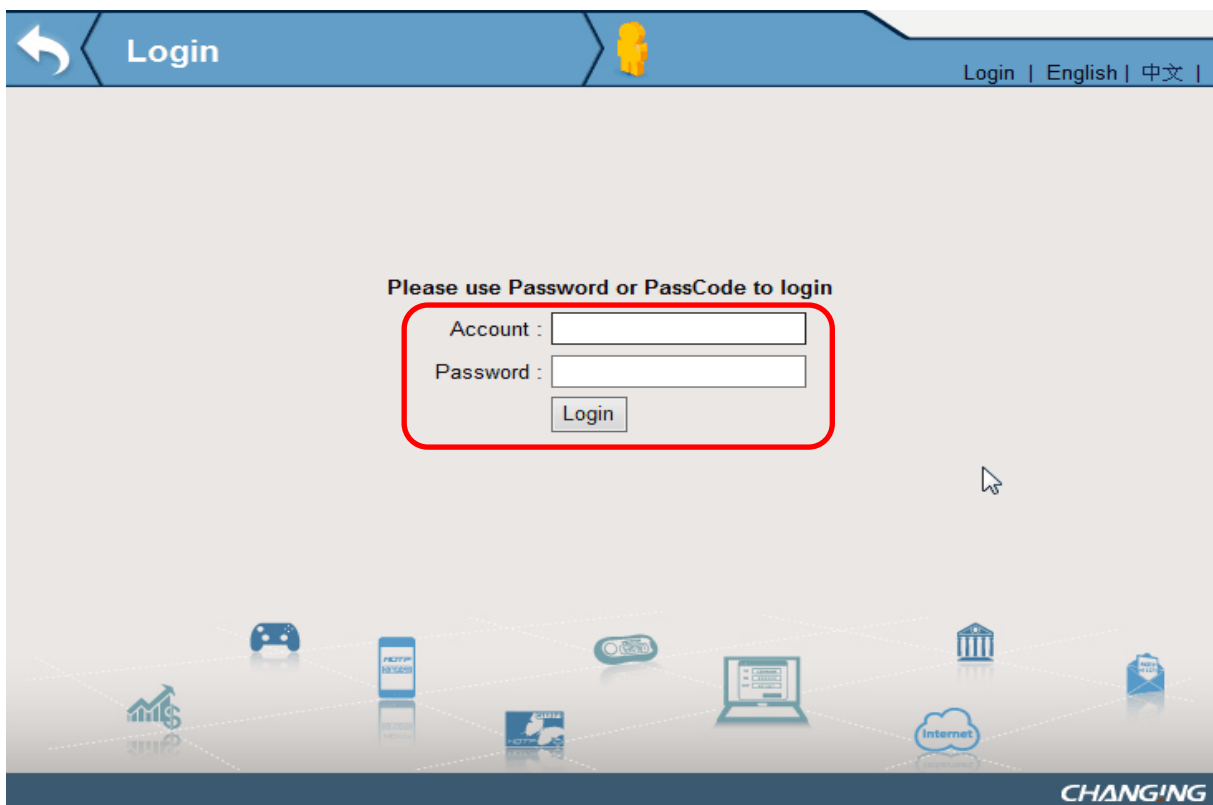 Login
Login | English | 中文 |
Please use Password or PassCode to login
Account :
Password :
Login
Internet
CHANG!NG